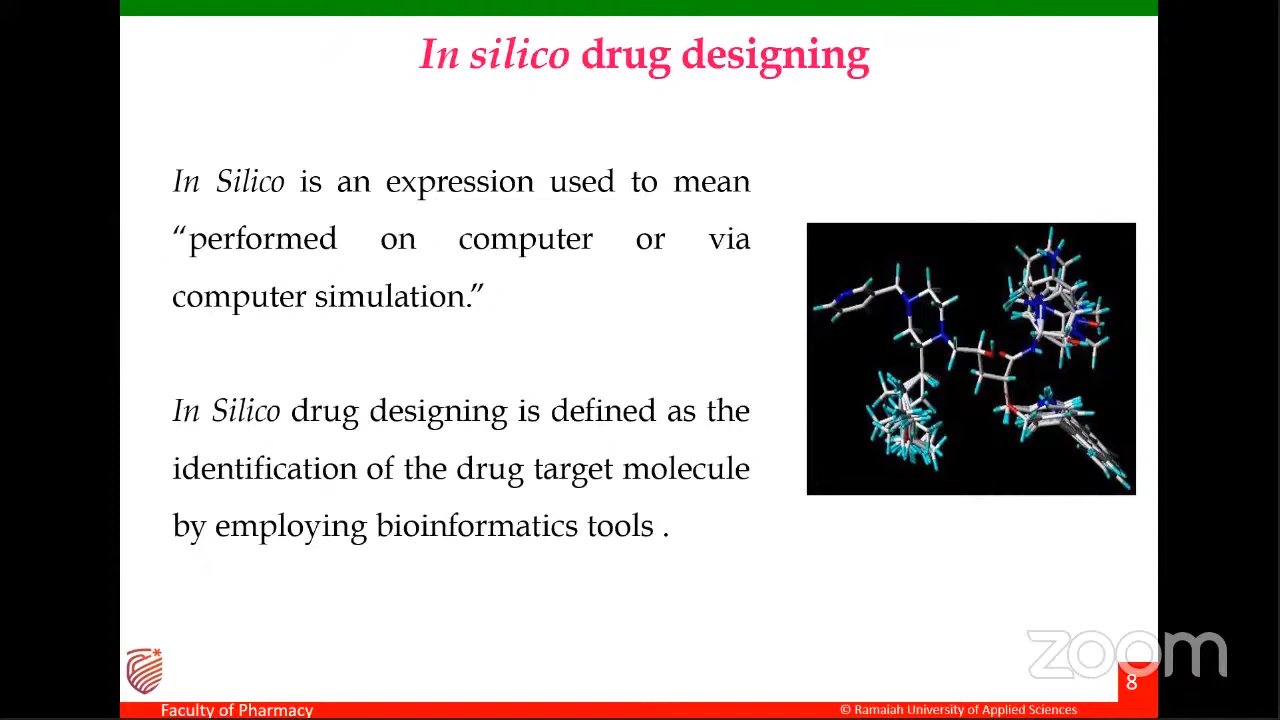 In silico drug designing
In Silico is an expression used to mean
“performed on computer or via
computer simulation.”
In Silico drug designing is defined as the
identification of the drug target molecule
by employing bioinformatics tools .
zoom
8
Faculty of Pharmacy
© Ramaiah University of Applied Sciences